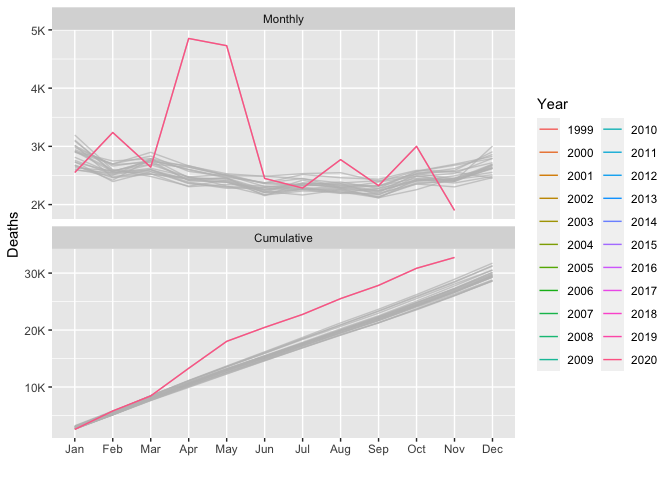 Monthly
5K
4K
3K
2K
Deaths
Cumulative
30K
20K
10K
Jan Feb Mar Apr May Jun Jul Aug Sep Oct Nov Dec
Year
1999 2010
2000 2011
2001 2012
2002 2013
2003 2014
2004 2015
2005 2016
2006 2017
2007 2018
2008 2019
2009 2020